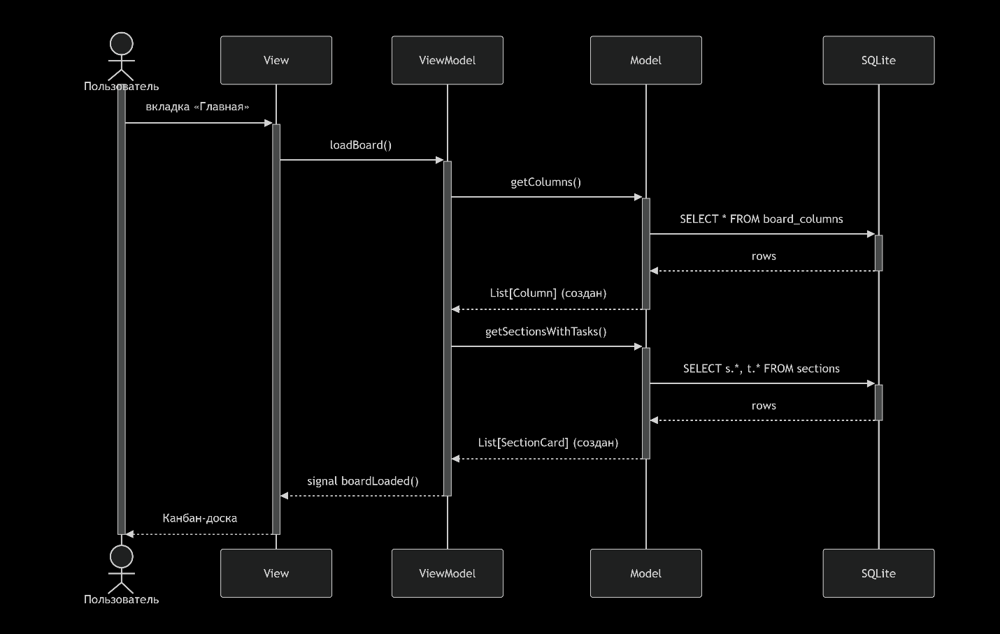 View
ViewModel
Model
SQLite
Пользователь
вкладка «Главная»
loadBoard()
getColumns()
SELECT * FROM board_columns
rows
List[Column] (создан)
getSectionsWithTasks()
SELECT s.*, t.* FROM sections
rows
List[SectionCard] (создан)
signal boardLoaded()
Канбан-доска
View
ViewModel
Model
SQLite
Пользователь